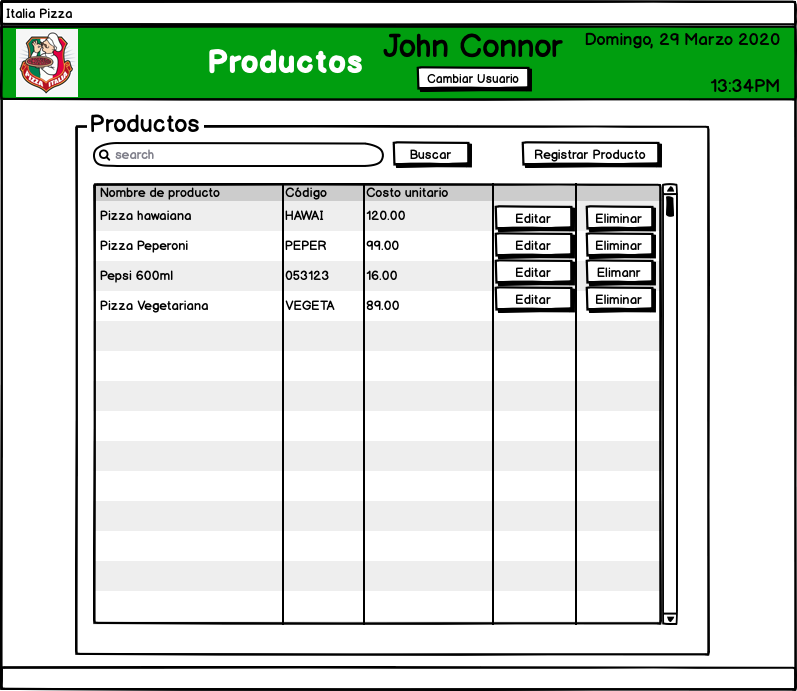 Italia Pizza
PIZZA ITALIA
Productos
John Connor
Cambiar Usuario
Domingo, 29 Marzo 2020
13:34PM
Productos
search
Buscar
Registrar Producto
Nombre de producto Código Costo unitario
Pizza hawaiana HAWAI 120.00 Editar Eliminar
Pizza Peperoni PEPER 99.00 Editar Eliminar
Pepsi 600ml 053123 16.00 Editar Elimanr
Pizza Vegetariana VEGETA 89.00 Editar Eliminar